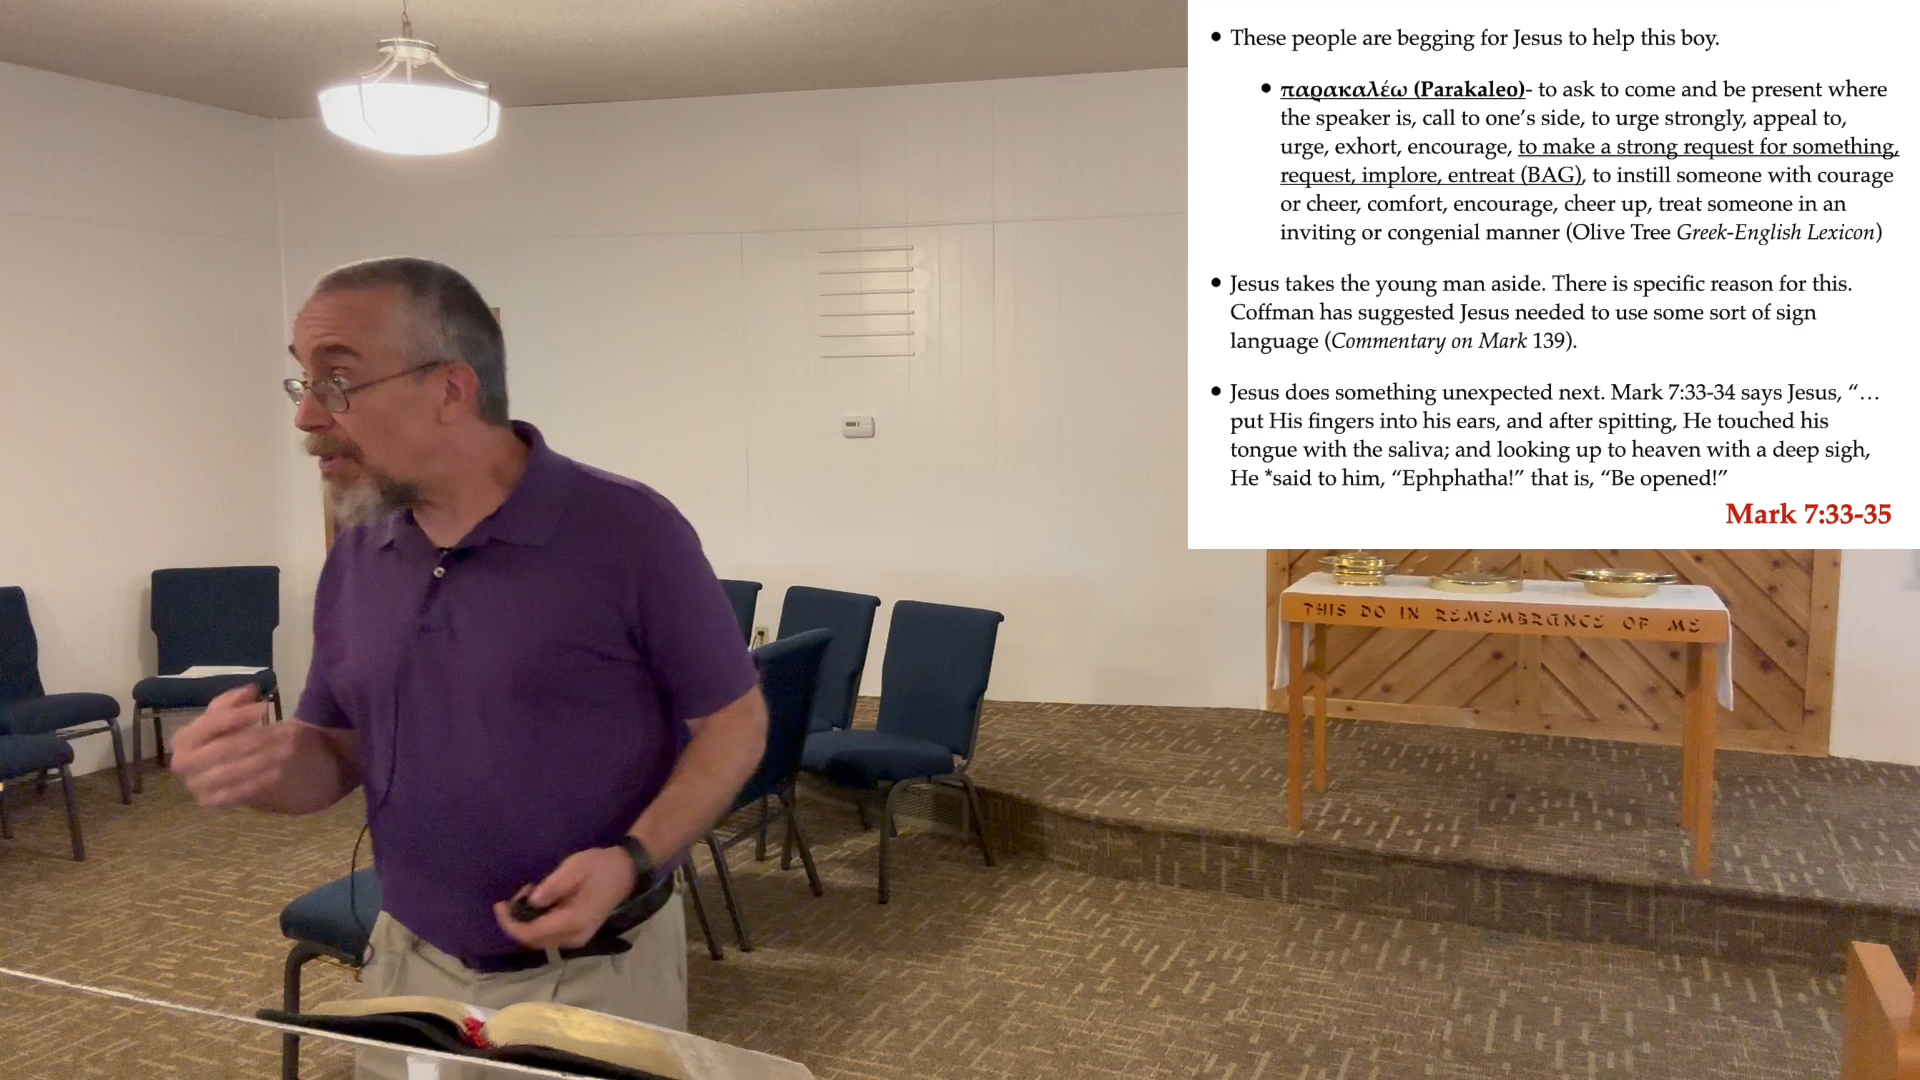 • These people are begging for Jesus to help this boy.
• παρακαλέω (Parakaleo)- to ask to come and be present where
the speaker is, call to one's side, to urge strongly, appeal to,
urge, exhort, encourage, to make a strong request for something,
request, implore, entreat (BAG), to instill someone with courage
or cheer, comfort, encourage, cheer up, treat someone in an
inviting or congenial manner (Olive Tree Greek-English Lexicon)
• Jesus takes the young man aside. There is specific reason for this.
Coffman has suggested Jesus needed to use some sort of sign
language (Commentary on Mark 139).
• Jesus does something unexpected next. Mark 7:33-34 says Jesus, “…
put His fingers into his ears, and after spitting, He touched his
tongue with the saliva; and looking up to heaven with a deep sigh,
He *said to him, “Ephphatha!” that is, “Be opened!”
Mark 7:33-35
THIS DO IN REMEMBRANCE OF ME